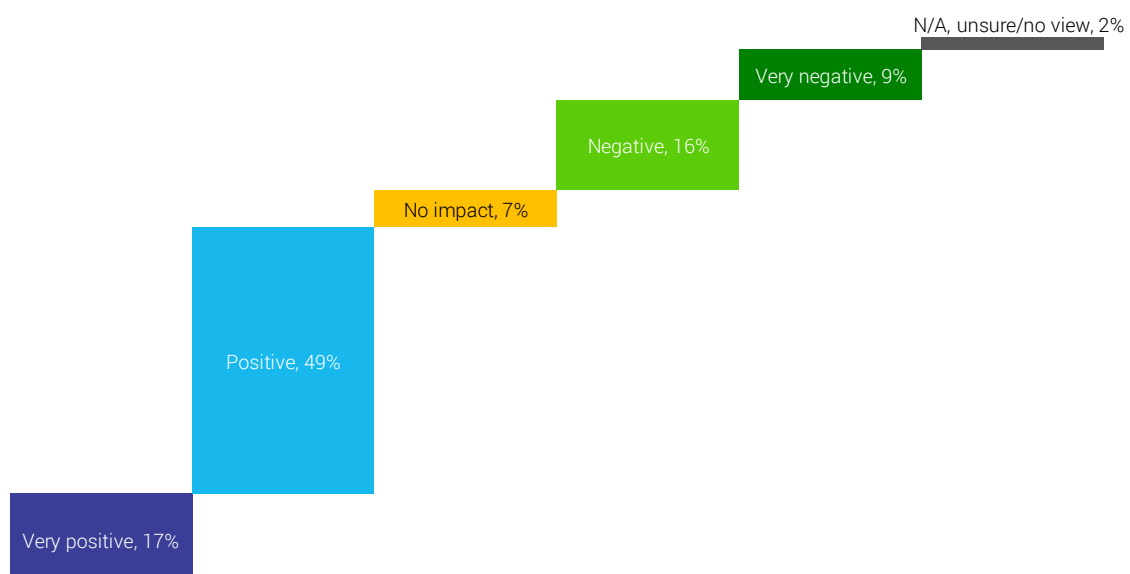 N/A, unsure/no view, 2%
Very negative, 9%
Negative, 16%
No impact, 7%
Positive, 49%
Very positive, 17%